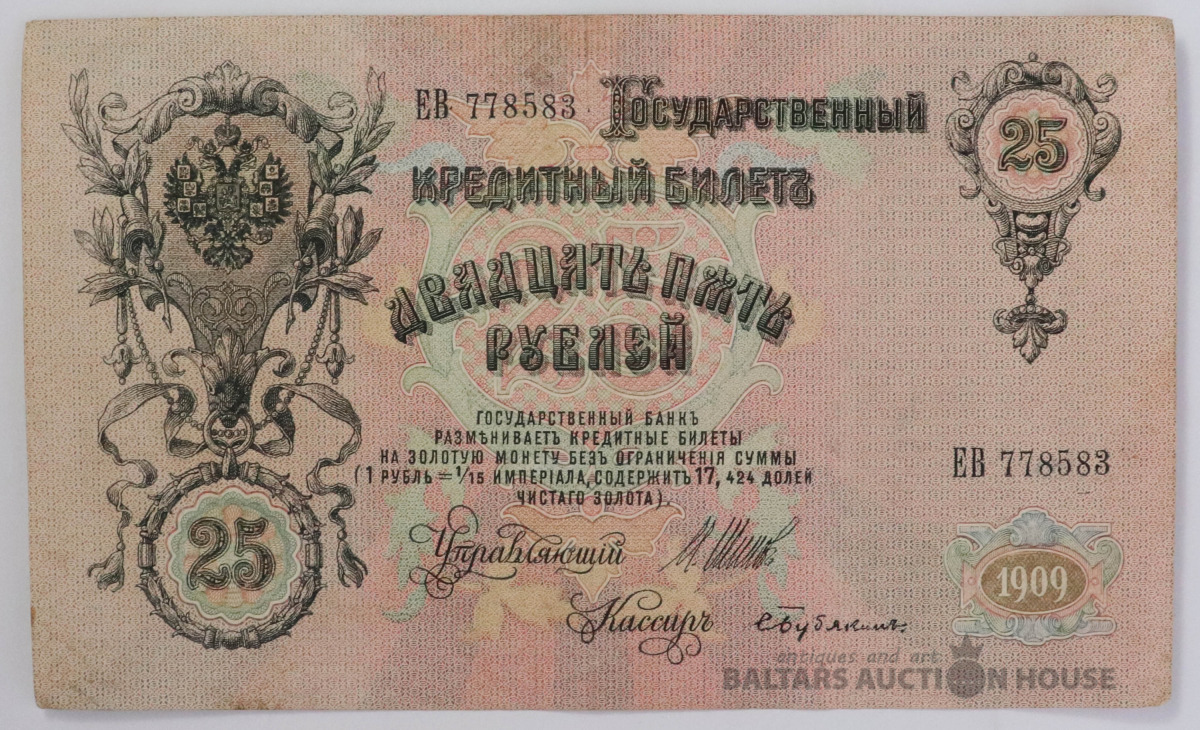 ЕВ 778583 Государственный
25
Кредитный Билетъ
Двадцать пять
рублей
ГОСУДАРСТВЕННЫЙ БАНКЪ
РАЗМѢНИВАЕТЪ КРЕДИТНЫЕ БИЛЕТЫ
НА ЗОЛОТУЮ МОНЕТУ БЕЗЪ ОГРАНИЧЕНІЯ СУММЫ
(1 РУБЛЬ = 1/15 ИМПЕРІАЛА, СОДЕРЖИТЪ 17, 424 ДОЛЕЙ
ЧИСТАГО ЗОЛОТА).
ЕВ 778583
25
Управляющий И. Шипов
1909
Кассиръ
antiques and art
BALTARS AUCTION HOUSE